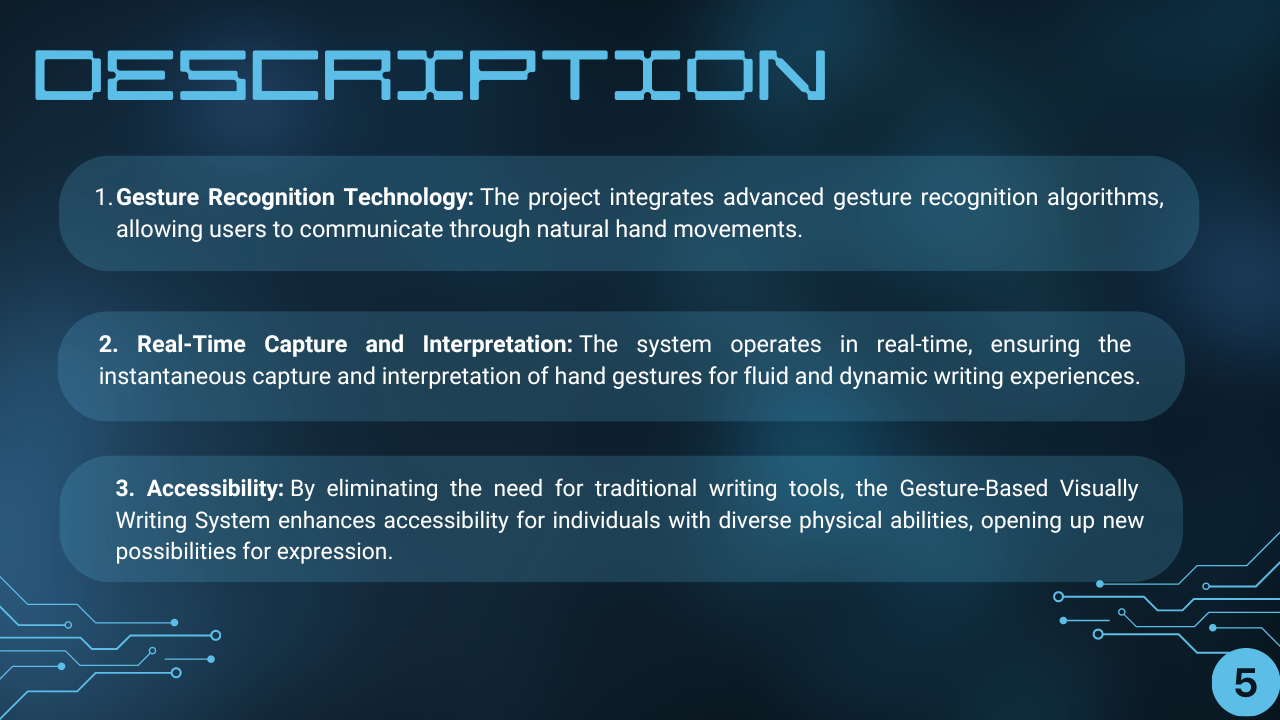 DESCRIPTION
1. Gesture Recognition Technology: The project integrates advanced gesture recognition algorithms,
allowing users to communicate through natural hand movements.
2. Real-Time Capture and Interpretation: The system operates in real-time, ensuring the
instantaneous capture and interpretation of hand gestures for fluid and dynamic writing experiences.
3. Accessibility: By eliminating the need for traditional writing tools, the Gesture-Based Visually
Writing System enhances accessibility for individuals with diverse physical abilities, opening up new
possibilities for expression.
5